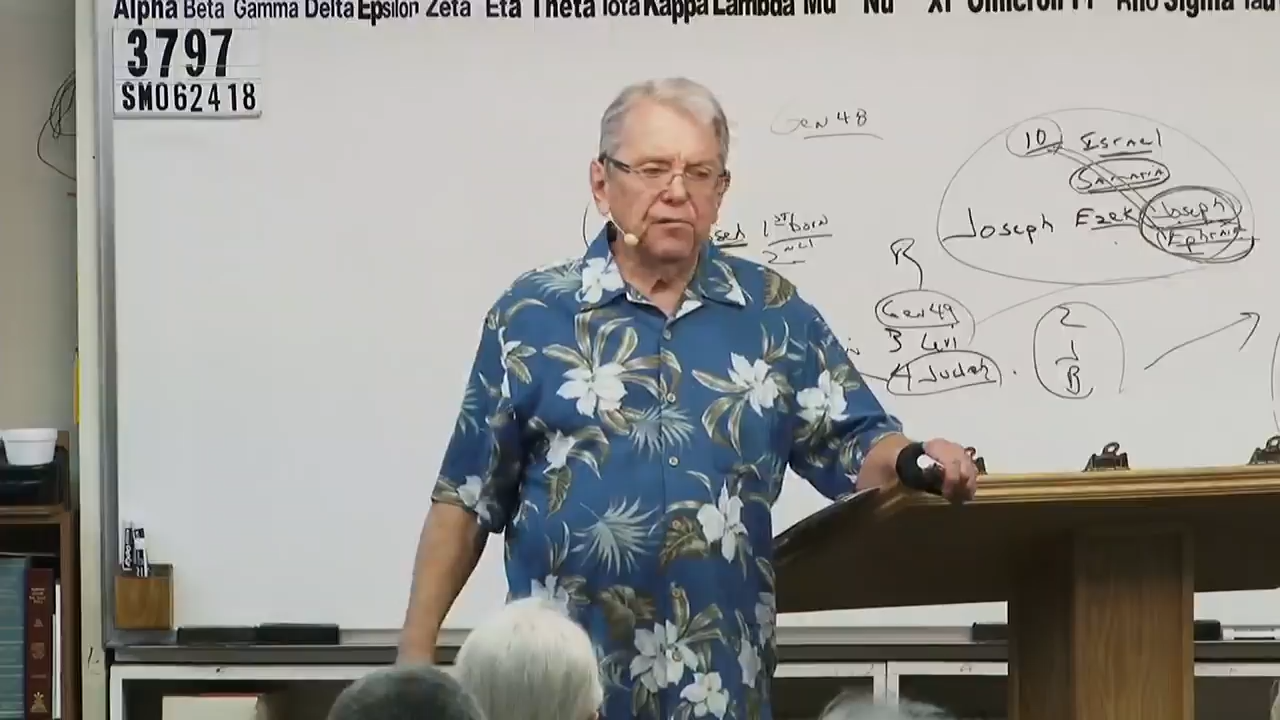 Alpha Beta Gamma Delta Epsilon Zeta Eta Theta Iota Kappa Lambda Mu Nu Xi Omicron Pi Rho Sigma Tau
3797
SM062418
Gen 48
10 Israel
Samaria
Joseph Ezek Joseph
Ephraim
1ST born
2nd
R
Gen 49
3 Levi
4 Judah
2
1
B